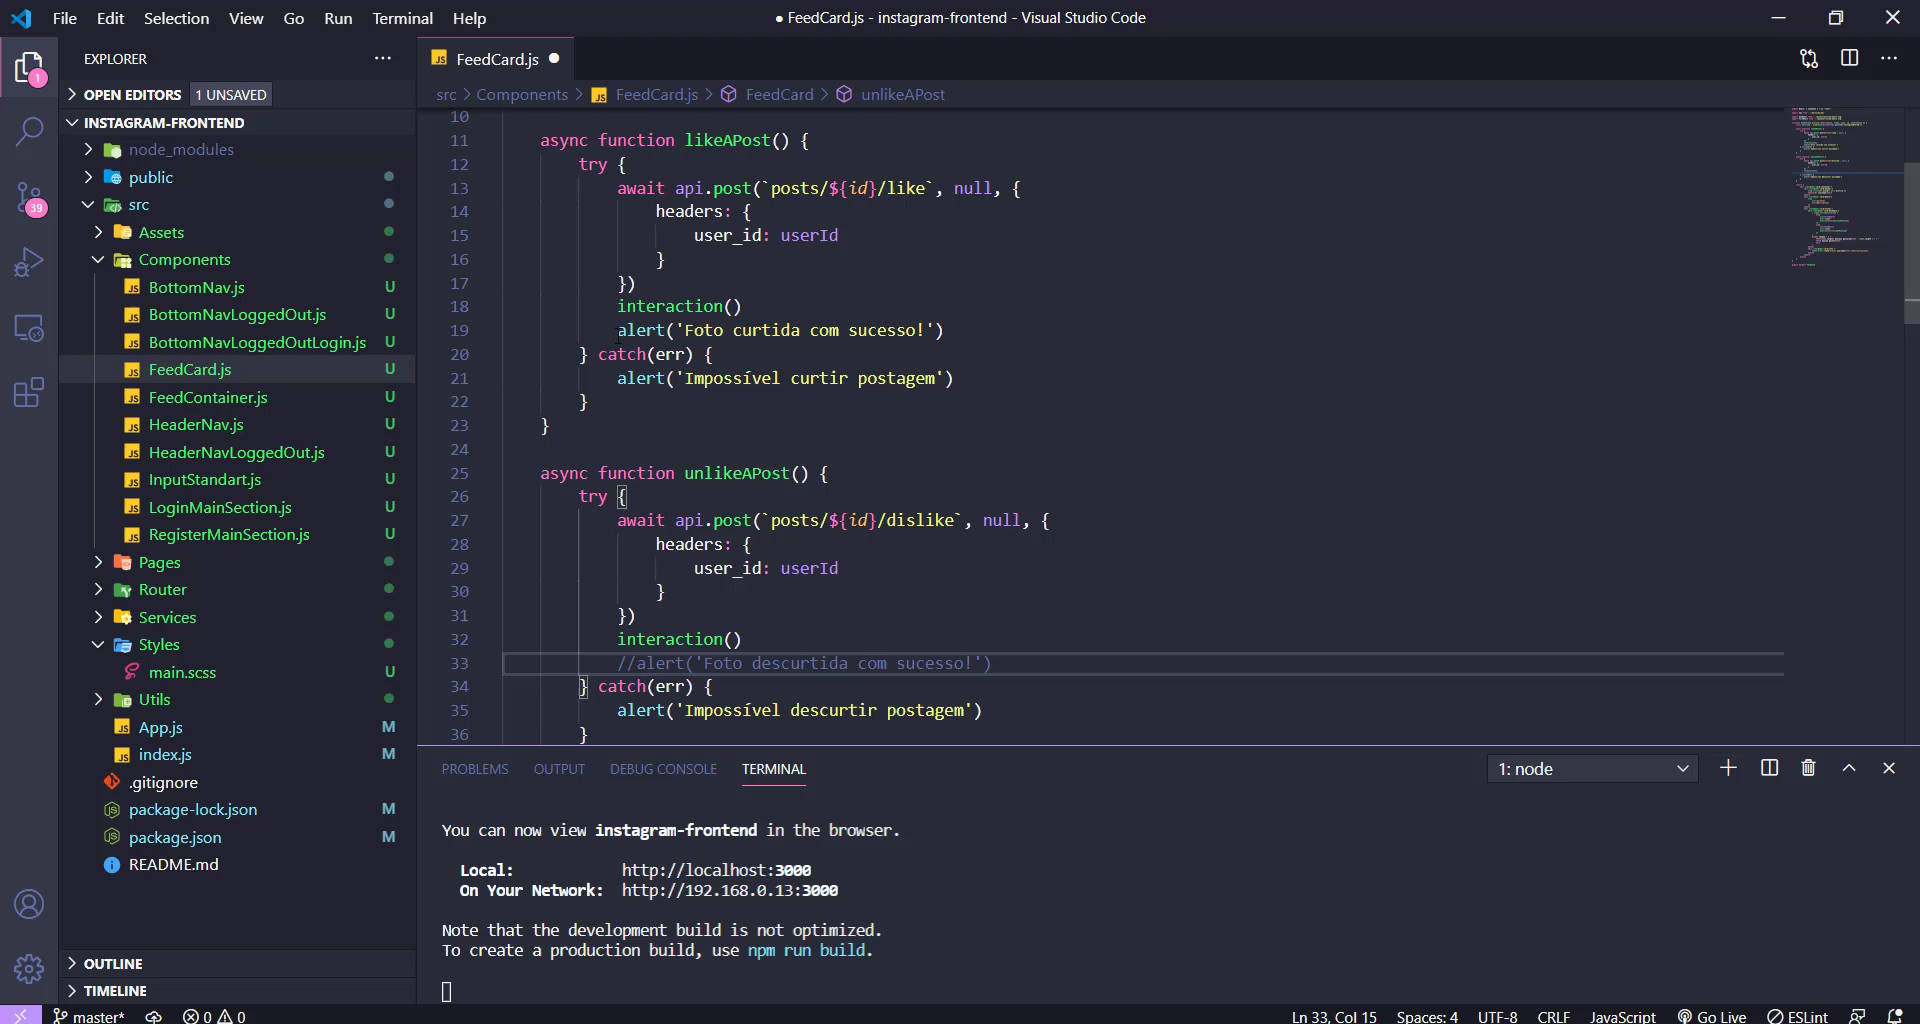 File Edit Selection View Go Run Terminal Help
● FeedCard.js - instagram-frontend - Visual Studio Code
EXPLORER
OPEN EDITORS 1 UNSAVED
INSTAGRAM-FRONTEND
node_modules
public
src
Assets
Components
BottomNav.js U
BottomNavLoggedOut.js U
BottomNavLoggedOutLogin.js U
FeedCard.js U
FeedContainer.js U
HeaderNav.js U
HeaderNavLoggedOut.js U
InputStandart.js U
LoginMainSection.js U
RegisterMainSection.js U
Pages
Router
Services
Styles
main.scss U
Utils
App.js M
index.js M
.gitignore
package-lock.json M
package.json M
README.md
OUTLINE
TIMELINE
1
39
FeedCard.js
src > Components > FeedCard.js > FeedCard > unlikeAPost
10
11 async function likeAPost() {
12 try {
13 await api.post(`posts/${id}/like`, null, {
14 headers: {
15 user_id: userId
16 }
17 })
18 interaction()
19 alert('Foto curtida com sucesso!')
20 } catch(err) {
21 alert('Impossível curtir postagem')
22 }
23 }
24
25 async function unlikeAPost() {
26 try {
27 await api.post(`posts/${id}/dislike`, null, {
28 headers: {
29 user_id: userId
30 }
31 })
32 interaction()
33 //alert('Foto descurtida com sucesso!')
34 } catch(err) {
35 alert('Impossível descurtir postagem')
36 }
PROBLEMS OUTPUT DEBUG CONSOLE TERMINAL 1: node
You can now view instagram-frontend in the browser.
Local: http://localhost:3000
On Your Network: http://192.168.0.13:3000
Note that the development build is not optimized.
To create a production build, use npm run build.
master* 0 0 Ln 33, Col 15 Spaces: 4 UTF-8 CRLF JavaScript Go Live ESLint